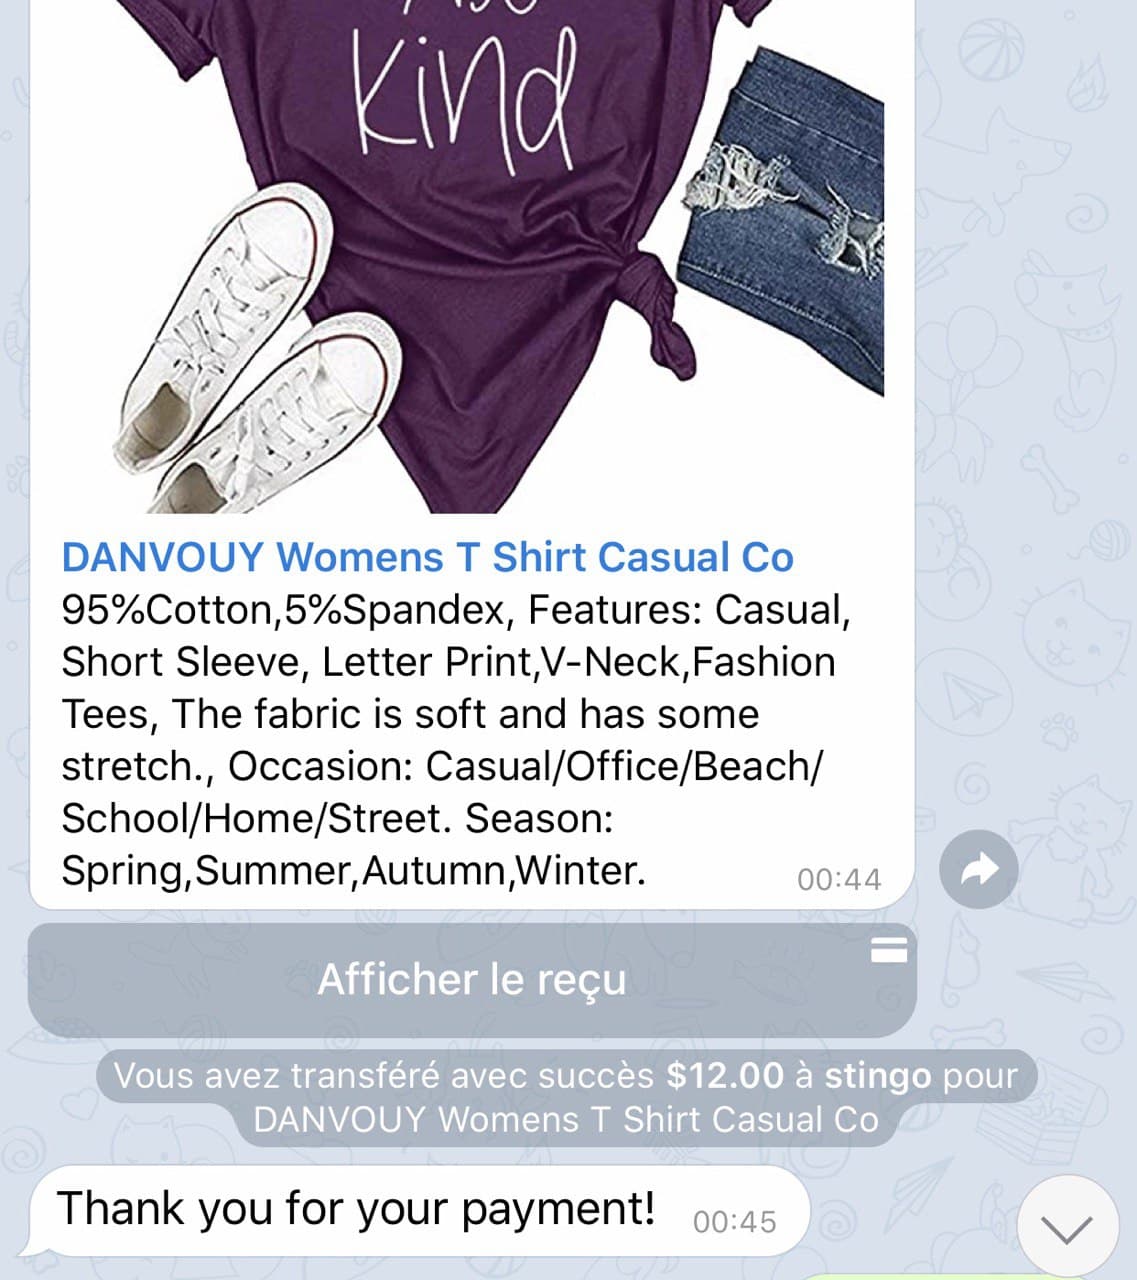 Kind
DANVOUY Womens T Shirt Casual Co
95%Cotton,5%Spandex, Features: Casual,
Short Sleeve, Letter Print,V-Neck,Fashion
Tees, The fabric is soft and has some
stretch., Occasion: Casual/Office/Beach/
School/Home/Street. Season:
Spring,Summer,Autumn,Winter.
00:44
Afficher le reçu
Vous avez transféré avec succès $12.00 à stingo pour
DANVOUY Womens T Shirt Casual Co
Thank you for your payment!
00:45